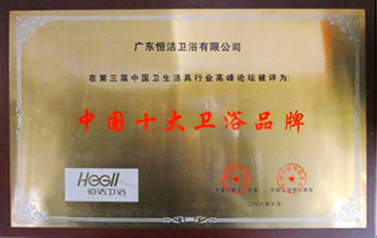 广东恒洁卫浴有限公司
在第三届中国卫生洁具行业高峰论坛被评为:
中国十大卫浴品牌
HeGII
恒洁卫浴